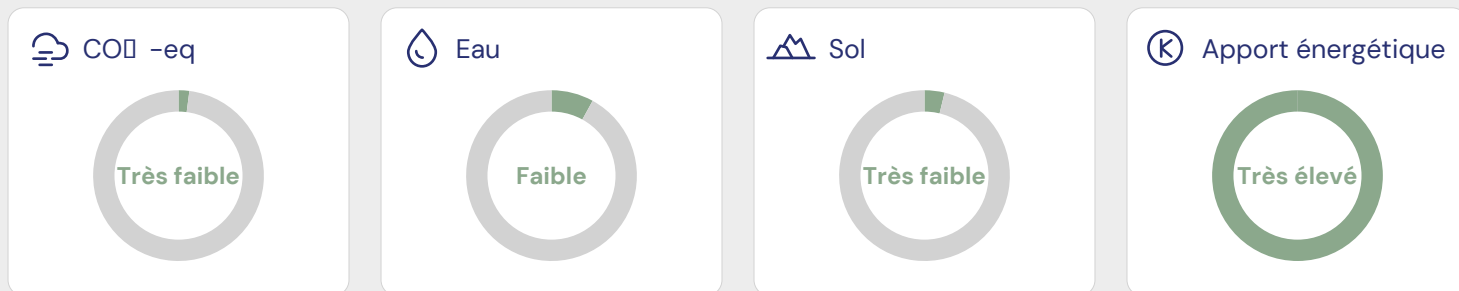 CO▯ -eq
Eau
Sol
Apport énergétique
Très faible
Faible
Très faible
Très élevé